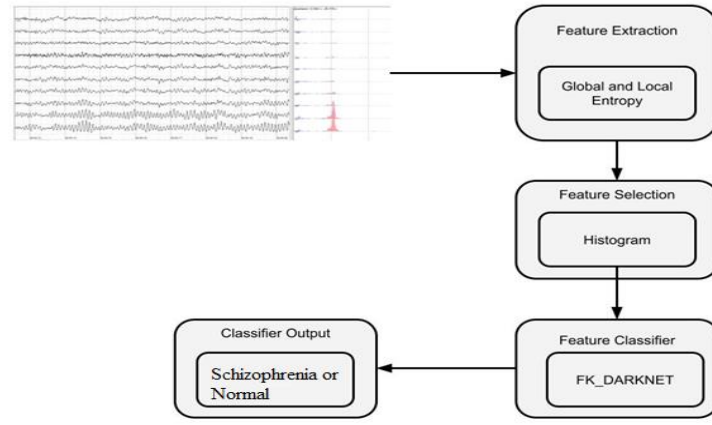 Feature Extraction
Global and Local
Entropy
Feature Selection
Histogram
Classifier Output
Schizophrenia or
Normal
Feature Classifier
FK_DARKNET